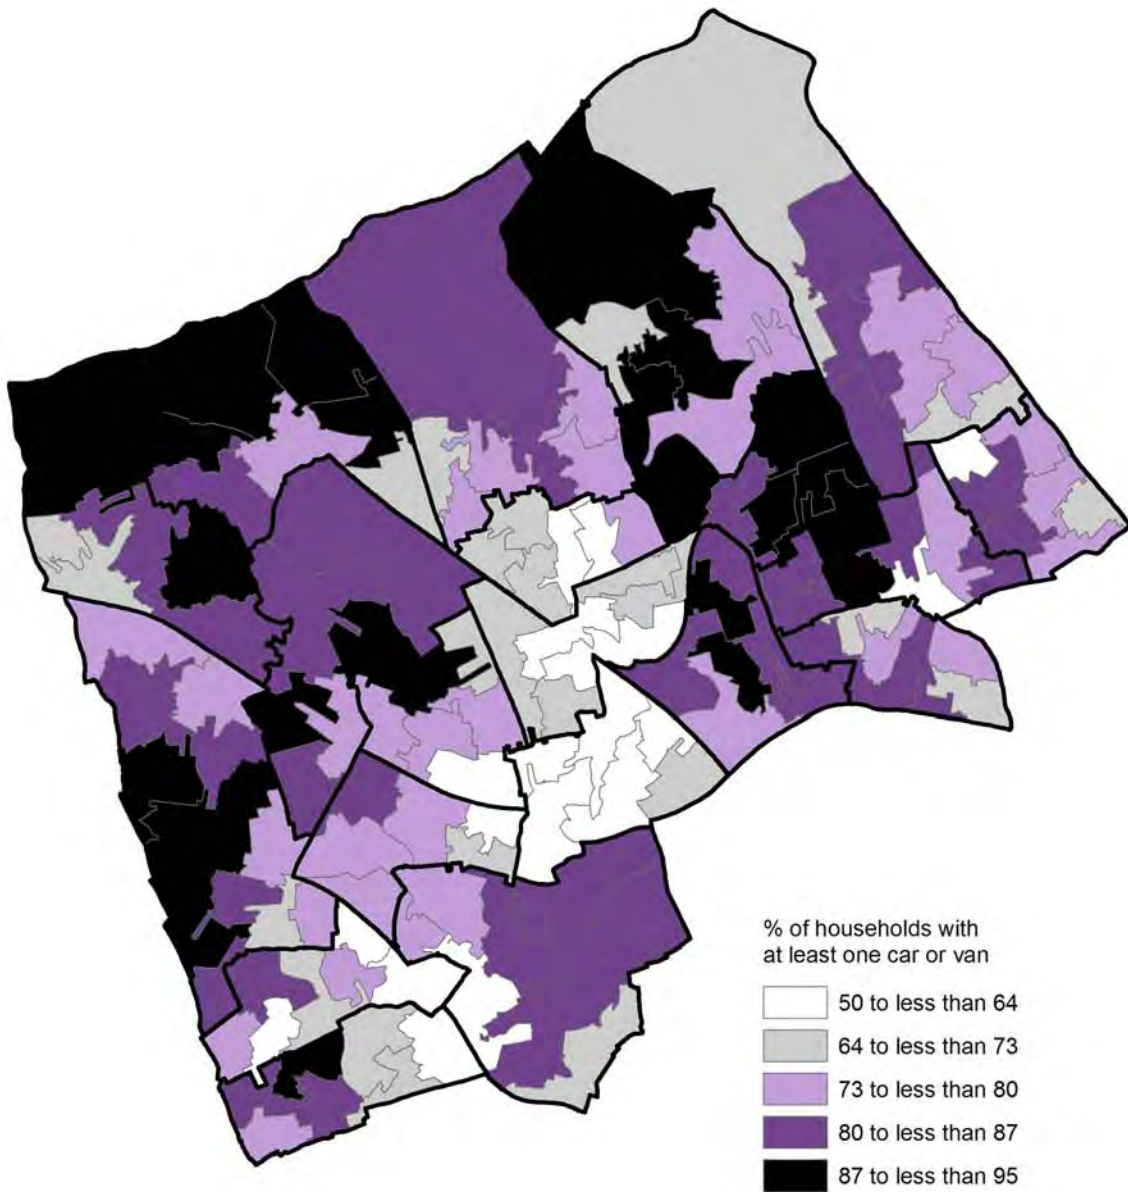 % of households with
at least one car or van
50 to less than 64
64 to less than 73
73 to less than 80
80 to less than 87
87 to less than 95